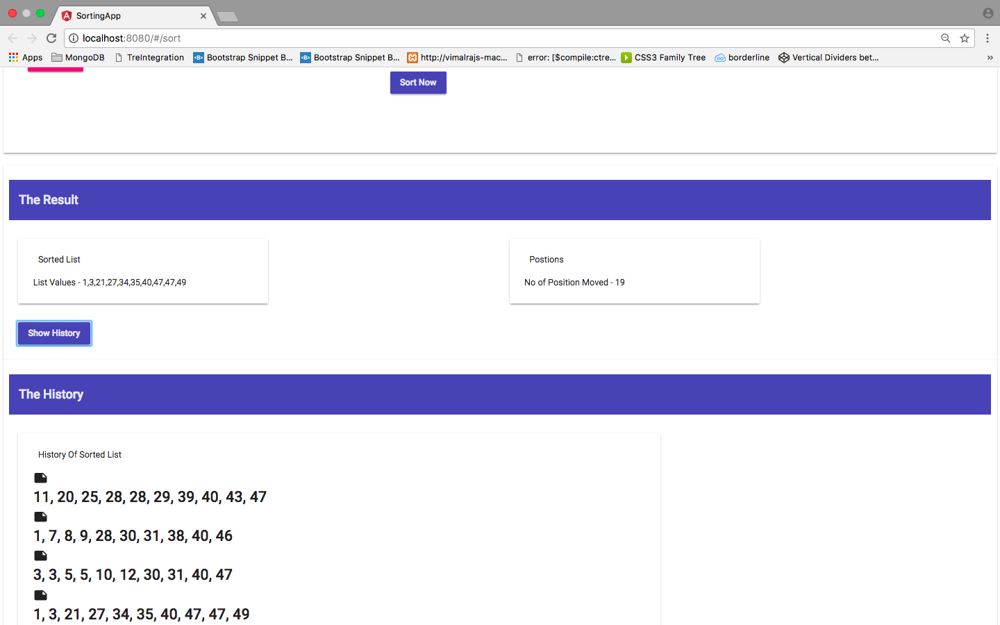 SortingApp
localhost:8080/#/sort
Apps MongoDB TreIntegration Bootstrap Snippet B... Bootstrap Snippet B... http://vimalrajs-mac... error: [$compile:ctre... CSS3 Family Tree borderline Vertical Dividers bet... »
Sort Now
The Result
Sorted List
List Values - 1,3,21,27,34,35,40,47,47,49
Postions
No of Position Moved - 19
Show History
The History
History Of Sorted List
11, 20, 25, 28, 28, 29, 39, 40, 43, 47
1, 7, 8, 9, 28, 30, 31, 38, 40, 46
3, 3, 5, 5, 10, 12, 30, 31, 40, 47
1, 3, 21, 27, 34, 35, 40, 47, 47, 49